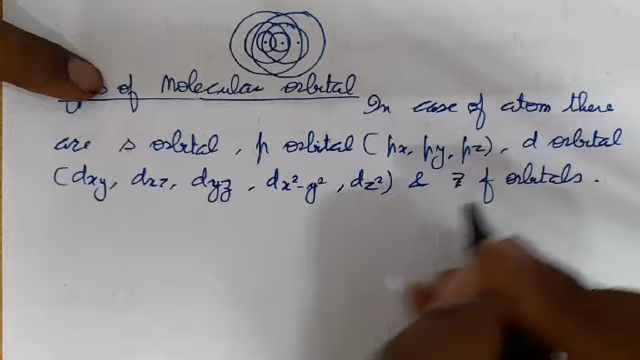 of Molecular orbital
In case of atom there
are s orbital, p orbital (px, py, pz), d orbital
(dxy, dxz, dyz, dx²-y², dz²) & 7 f orbitals.